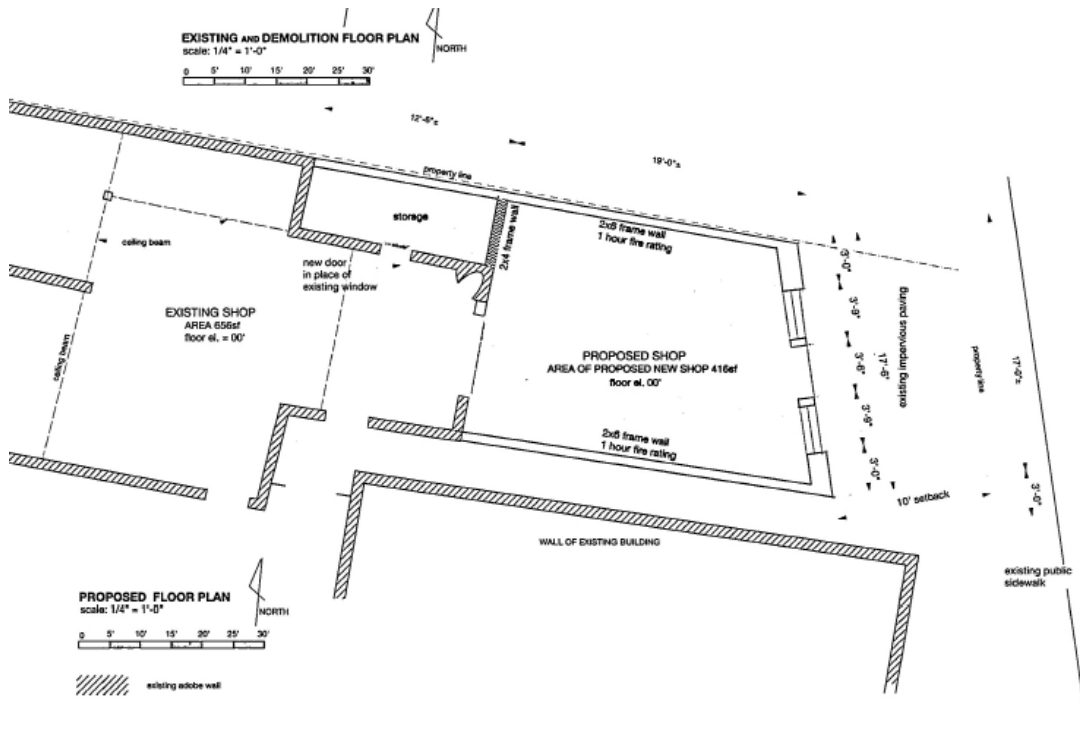 EXISTING AND DEMOLITION FLOOR PLAN
scale: 1/4" = 1'-0"
NORTH
0 5' 10' 15' 20' 25' 30'
12'-6"±
19'-0"±
property line
storage
2x4 frame wall
2x6 frame wall
1 hour fire rating
ceiling beam
new door
in place of
existing window
EXISTING SHOP
AREA 656sf
floor el. = 00'
ceiling beam
PROPOSED SHOP
AREA OF PROPOSED NEW SHOP 416sf
floor el. 00'
2x6 frame wall
1 hour fire rating
3'-0"
3'-9"
3'-6"
3'-9"
3'-0"
17'-6"
existing impervious paving
property line
17'-0"±
3'-0"
10' setback
WALL OF EXISTING BUILDING
existing public
sidewalk
PROPOSED FLOOR PLAN
scale: 1/4" = 1'-0"
NORTH
0 5' 10' 15' 20' 25' 30'
existing adobe wall